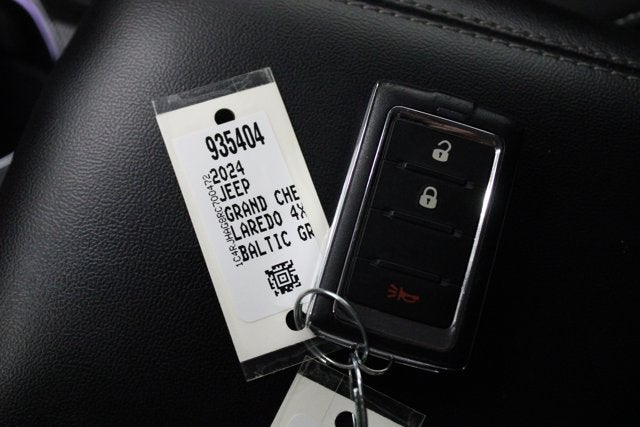 935404
2024
JEEP
GRAND CHE
LAREDO 4X
BALTIC GR